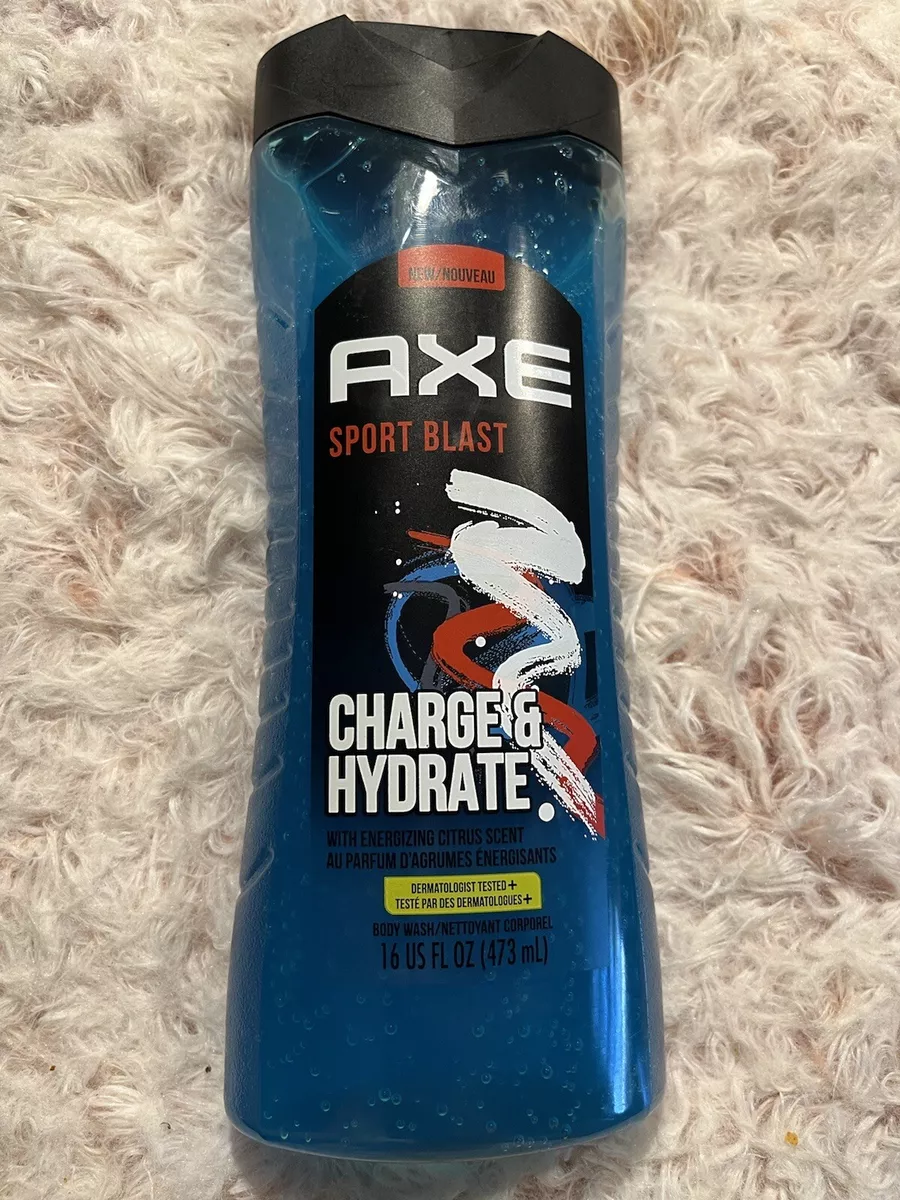 NEW/NOUVEAU
AXE
SPORT BLAST
CHARGE &
HYDRATE
WITH ENERGIZING CITRUS SCENT
AU PARFUM D'AGRUMES ÉNERGISANTS
DERMATOLOGIST TESTED+
TESTÉ PAR DES DERMATOLOGUES+
BODY WASH/NETTOYANT CORPOREL
16 US FL OZ (473 mL)